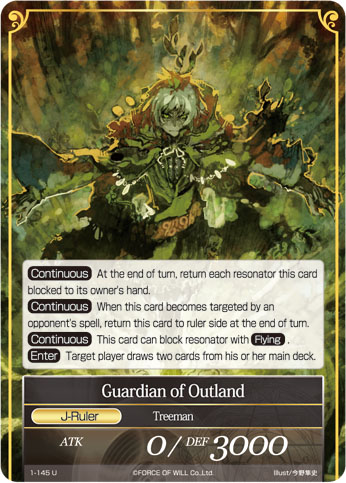 Continuous At the end of turn, return each resonator this card
blocked to its owner's hand.
Continuous When this card becomes targeted by an
opponent's spell, return this card to ruler side at the end of turn.
Continuous This card can block resonator with Flying .
Enter Target player draws two cards from his or her main deck.
Guardian of Outland
J-Ruler Treeman
ATK 0 / DEF 3000
1-145 U ©FORCE OF WILL Co.,Ltd. Illust/今野隼史